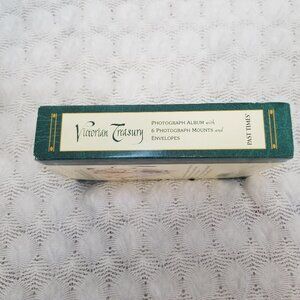 Victorian Treasury
PHOTOGRAPH ALBUM with
6 PHOTOGRAPH MOUNTS and
ENVELOPES
PAST TIMES®